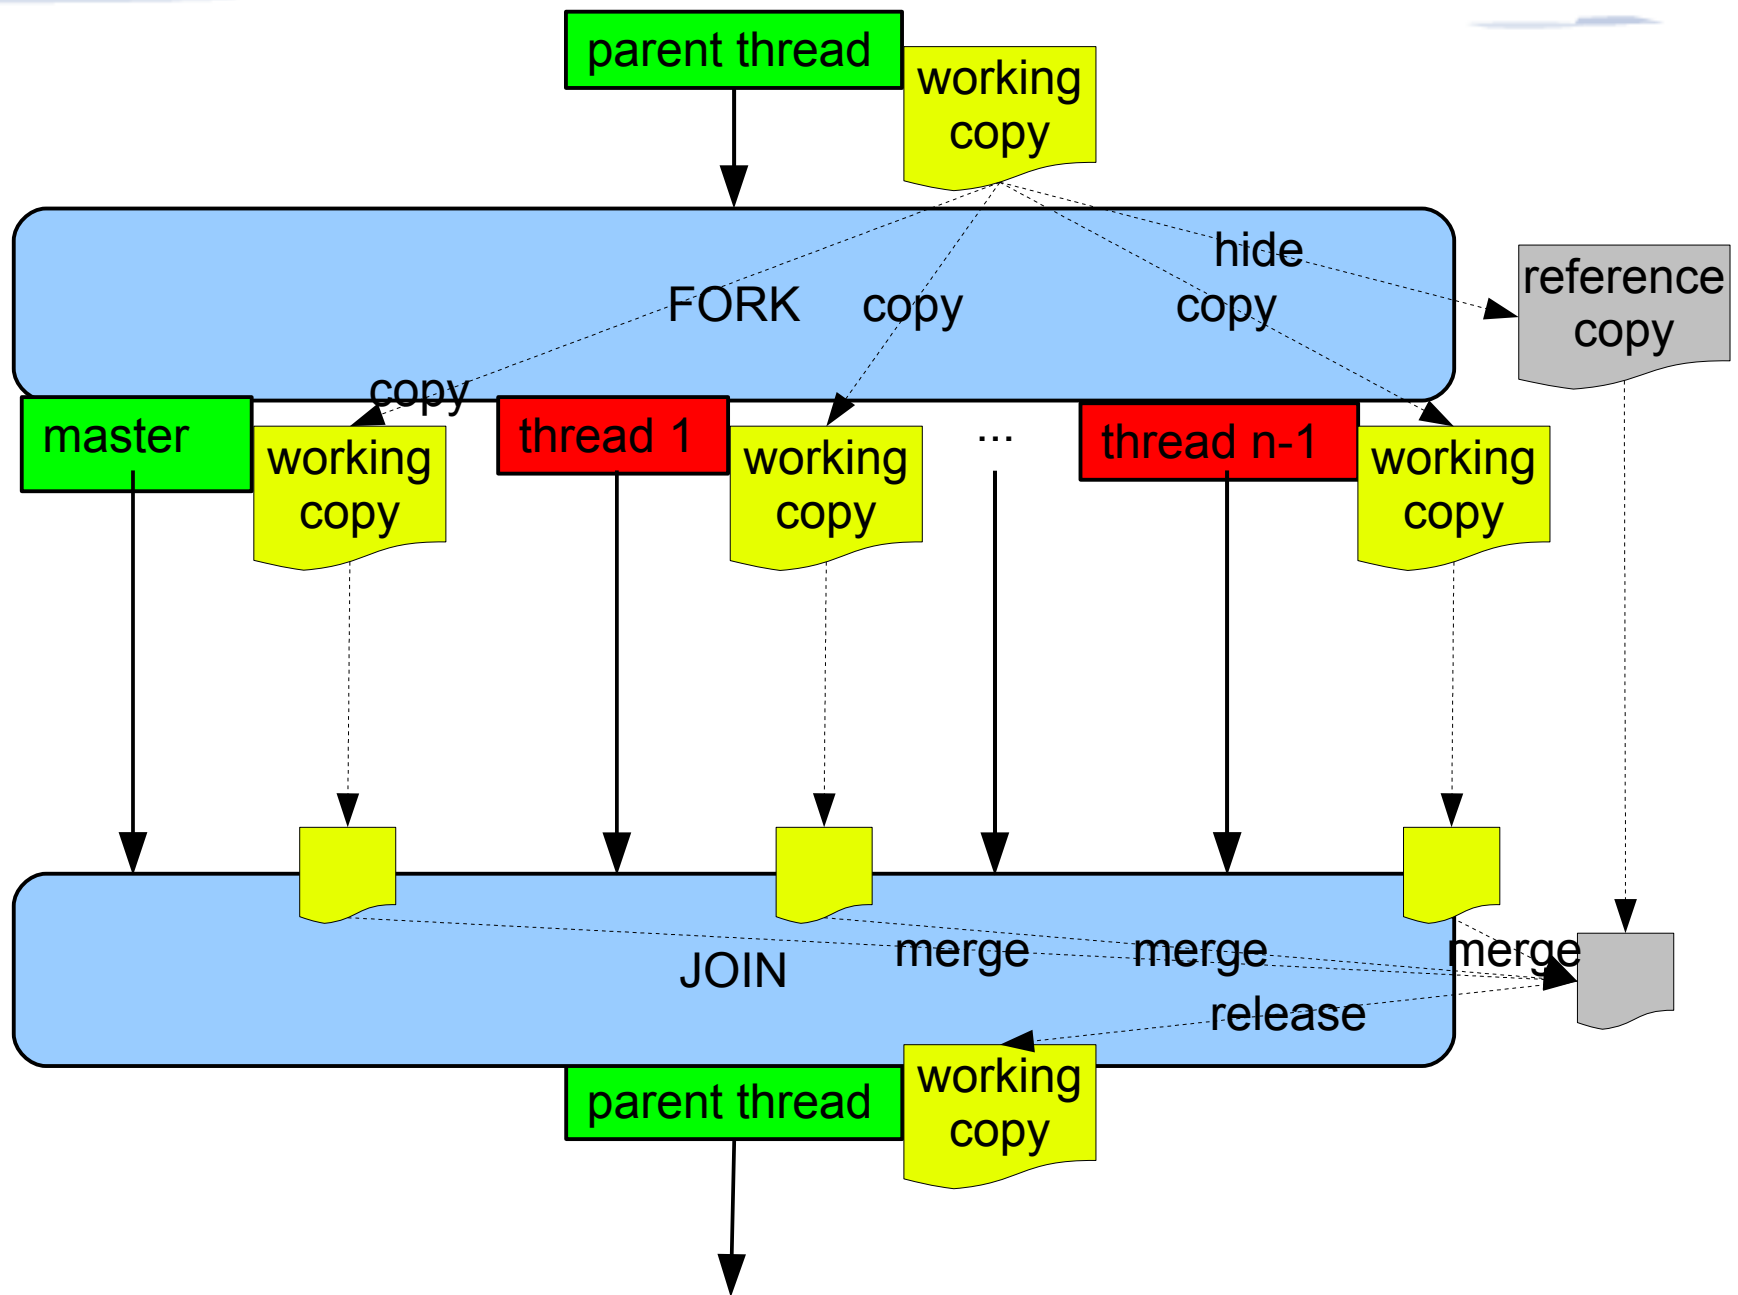 parent thread
working
copy
hide
reference
copy
FORK
copy
copy
copy
master
working
copy
thread 1
working
copy
...
thread n-1
working
copy
merge
merge
merge
JOIN
release
parent thread
working
copy